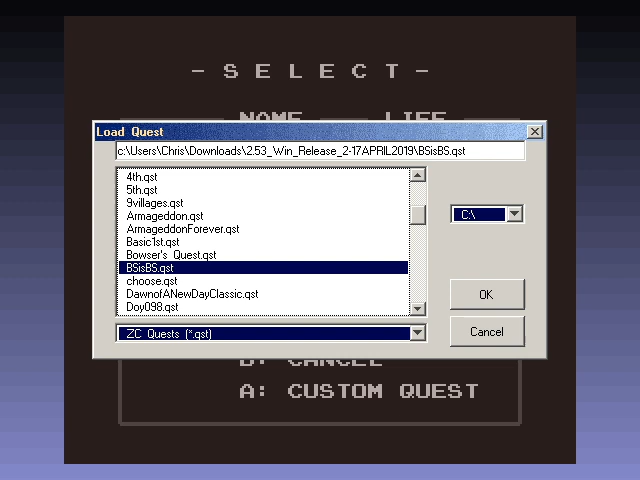 - S E L E C T -
NAME LIFE
Load Quest
c:\Users\Chris\Downloads\2.53_Win_Release_2-17APRIL2019\BSisBS.qst
4th.qst
5th.qst
9villages.qst
Armageddon.qst
ArmageddonForever.qst
Basic1st.qst
Bowser's Quest.qst
BSisBS.qst
choose.qst
DawnofANewDayClassic.qst
Doy098.qst
C:\
OK
ZC Quests (*.qst)
Cancel
B: CANCEL
A: CUSTOM QUEST